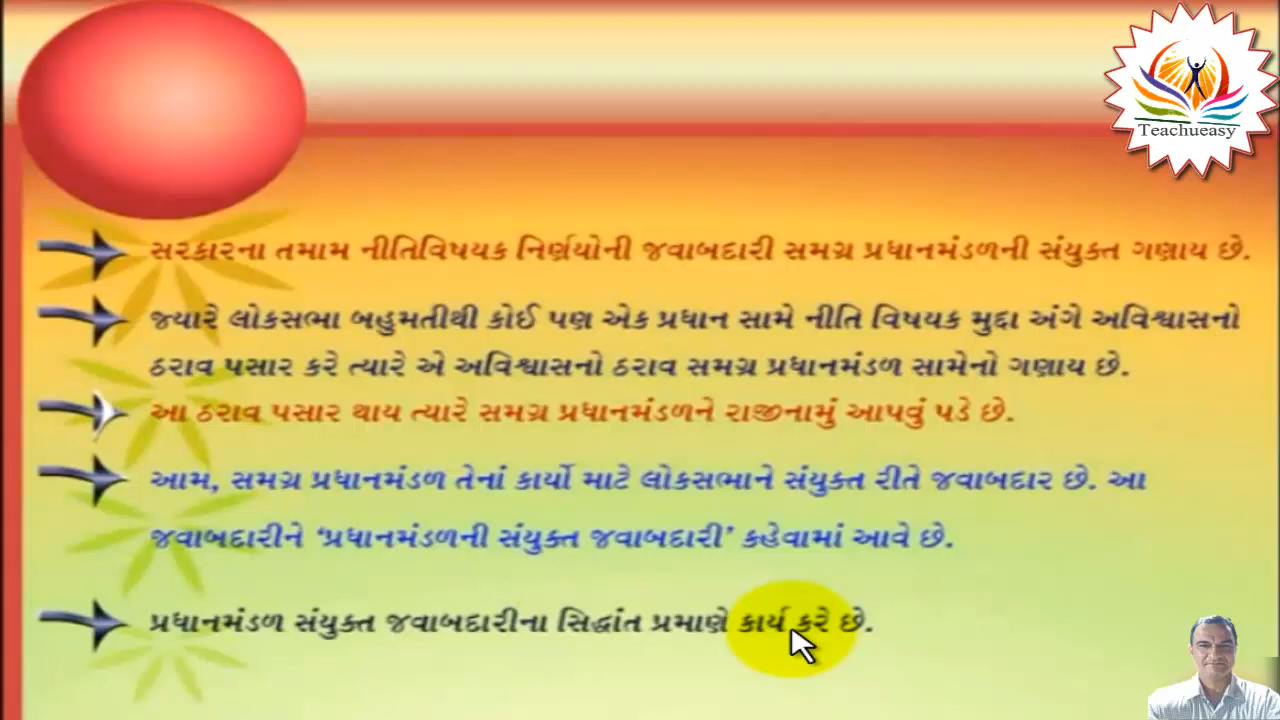 Teachueasy
સરકારના તમામ નીતિવિષયક નિર્ણયોની જવાબદારી સમગ્ર પ્રધાનમંડળની સંયુક્ત ગણાય છે.
જ્યારે લોકસભા બહુમતીથી કોઈ પણ એક પ્રધાન સામે નીતિ વિષયક મુદ્દા અંગે અવિશ્વાસનો
ઠરાવ પસાર કરે ત્યારે એ અવિશ્વાસનો ઠરાવ સમગ્ર પ્રધાનમંડળ સામેનો ગણાય છે.
આ ઠરાવ પસાર થાય ત્યારે સમગ્ર પ્રધાનમંડળને રાજીનામું આપવું પડે છે.
આમ, સમગ્ર પ્રધાનમંડળ તેનાં કાર્યો માટે લોકસભાને સંયુક્ત રીતે જવાબદાર છે. આ
જવાબદારીને ‘પ્રધાનમંડળની સંયુક્ત જવાબદારી’ કહેવામાં આવે છે.
પ્રધાનમંડળ સંયુક્ત જવાબદારીના સિદ્ધાંત પ્રમાણે કાર્ય કરે છે.